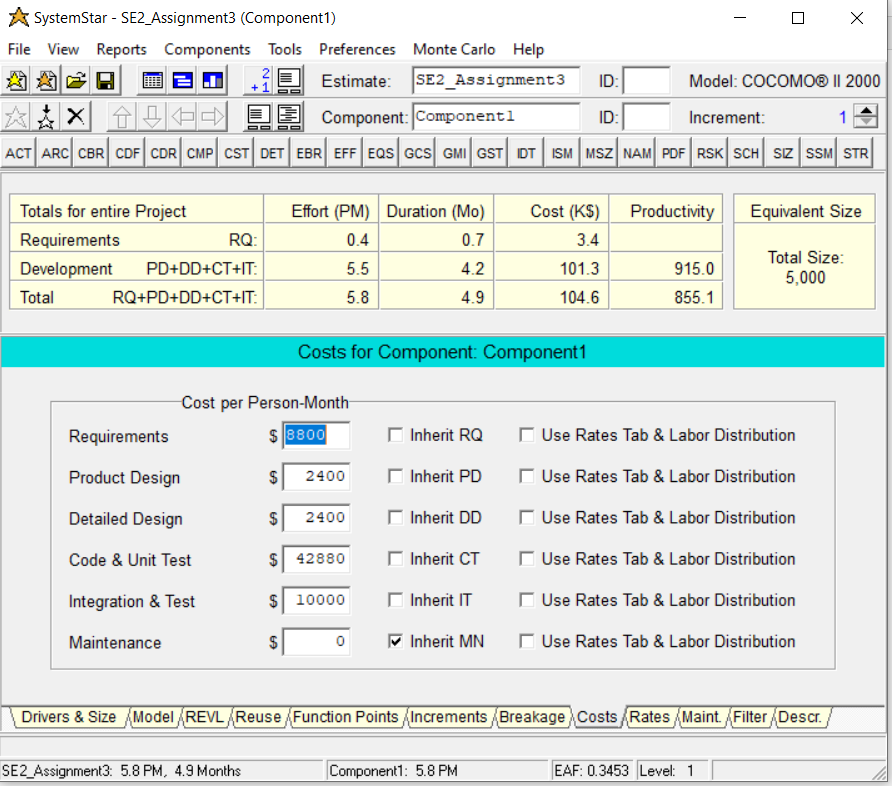 SystemStar - SE2_Assignment3 (Component1)
File View Reports Components Tools Preferences Monte Carlo Help
2 +1 Estimate: SE2_Assignment3 ID: Model: COCOMO® II 2000
Component: Component1 ID: Increment: 1
ACT ARC CBR CDF CDR CMP CST DET EBR EFF EQS GCS GMI GST IDT ISM MSZ NAM PDF RSK SCH SIZ SSM STR
Totals for entire Project Effort (PM) Duration (Mo) Cost (K$) Productivity Equivalent Size
Requirements RQ: 0.4 0.7 3.4
Development PD+DD+CT+IT: 5.5 4.2 101.3 915.0 Total Size:
5,000
Total RQ+PD+DD+CT+IT: 5.8 4.9 104.6 855.1
Costs for Component: Component1
Cost per Person-Month
Requirements $ 8800 Inherit RQ Use Rates Tab & Labor Distribution
Product Design $ 2400 Inherit PD Use Rates Tab & Labor Distribution
Detailed Design $ 2400 Inherit DD Use Rates Tab & Labor Distribution
Code & Unit Test $ 42880 Inherit CT Use Rates Tab & Labor Distribution
Integration & Test $ 10000 Inherit IT Use Rates Tab & Labor Distribution
Maintenance $ 0 Inherit MN Use Rates Tab & Labor Distribution
Drivers & Size Model REVL Reuse Function Points Increments Breakage Costs Rates Maint. Filter Descr.
SE2_Assignment3: 5.8 PM, 4.9 Months Component1: 5.8 PM EAF: 0.3453 Level: 1